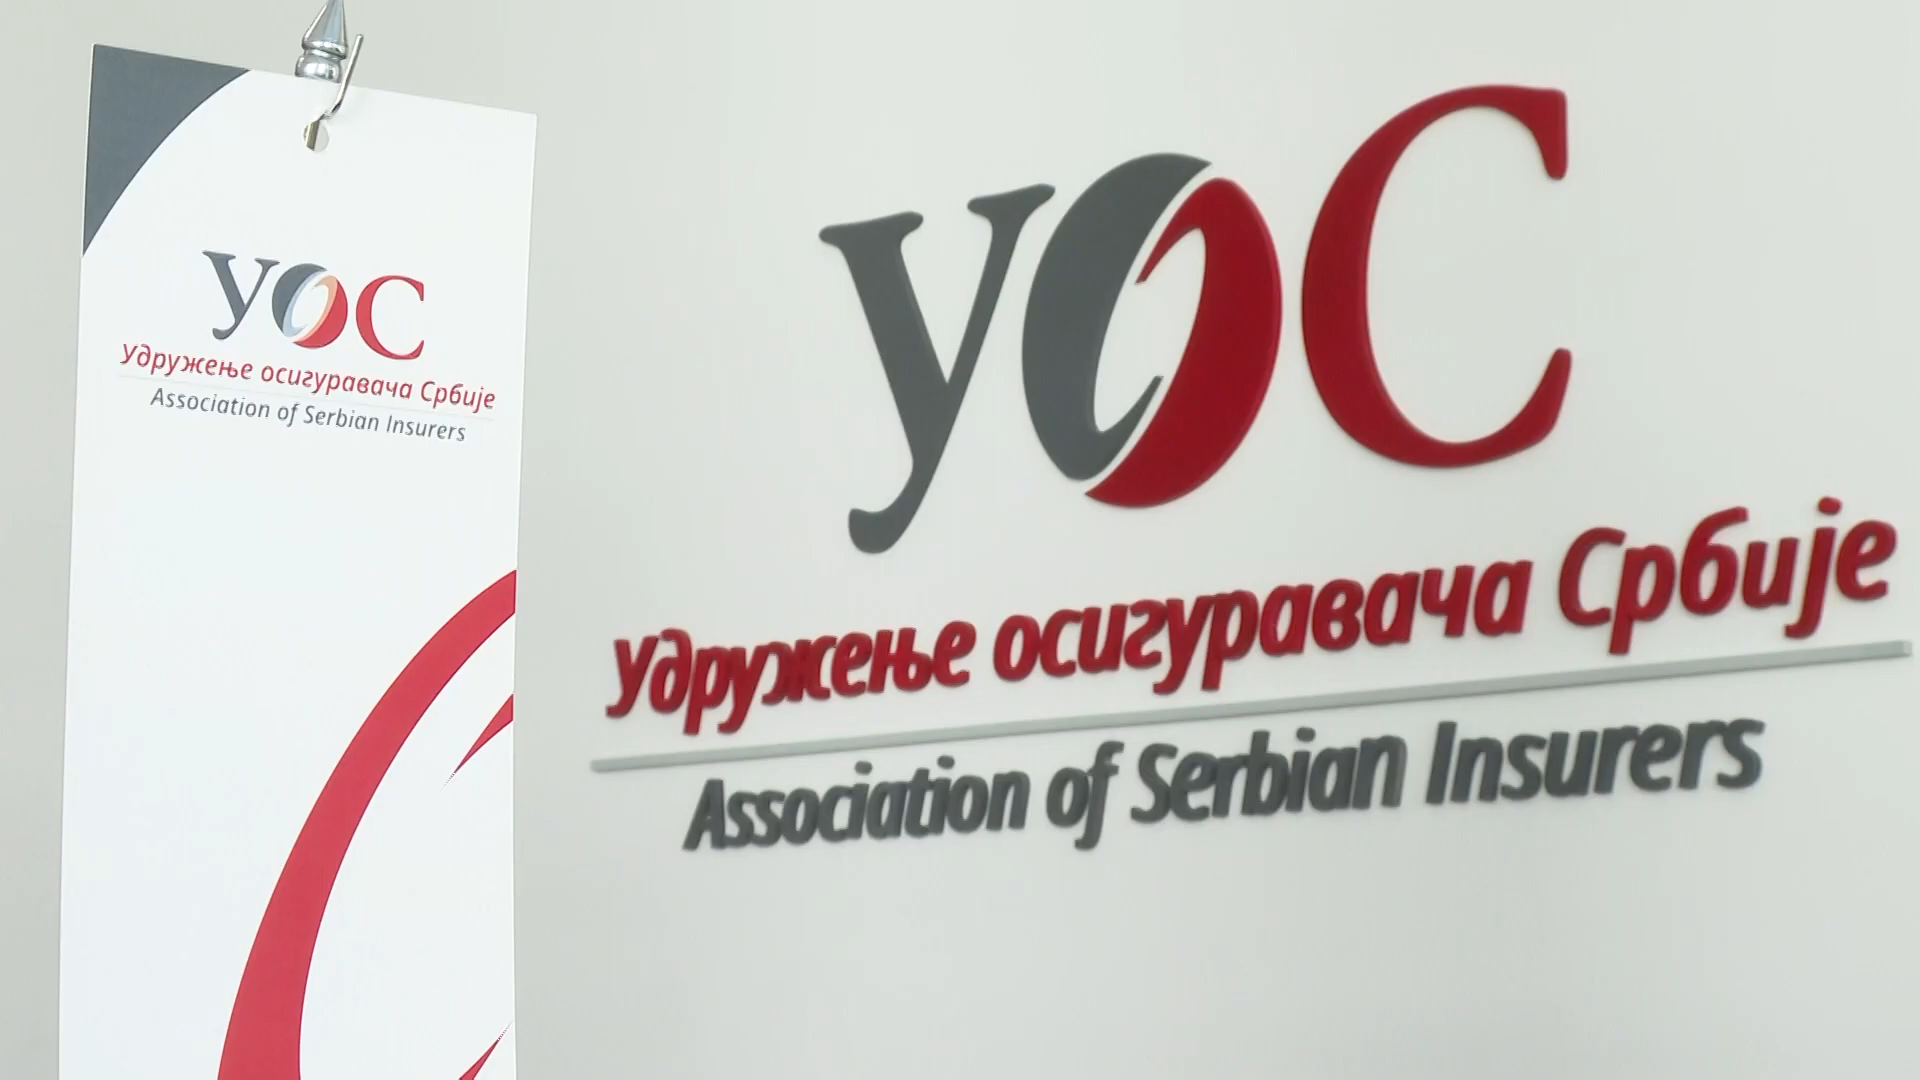 УОС
Удружење осигуравача Србије
Association of Serbian Insurers
УОС
Удружење осигуравача Србије
Association of Serbian Insurers